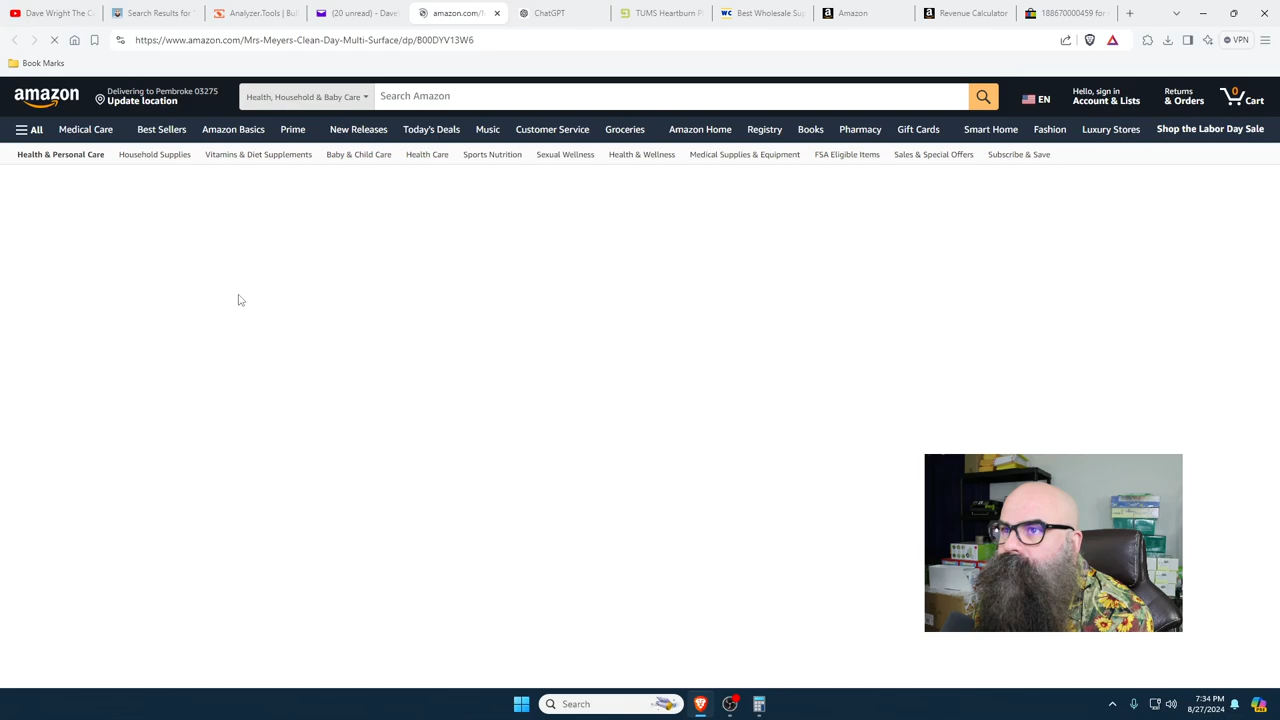 Dave Wright The C
Search Results for '
Analyzer.Tools | Bul
(20 unread) - Dave
amazon.com/M
ChatGPT
TUMS Heartburn P
Best Wholesale Sup
Amazon
Revenue Calculator
188670000459 for
https://www.amazon.com/Mrs-Meyers-Clean-Day-Multi-Surface/dp/B00DYV13W6
VPN
Book Marks
amazon
Delivering to Pembroke 03275
Update location
Health, Household & Baby Care
Search Amazon
EN
Hello, sign in
Account & Lists
Returns
& Orders
0
Cart
All Medical Care Best Sellers Amazon Basics Prime New Releases Today's Deals Music Customer Service Groceries Amazon Home Registry Books Pharmacy Gift Cards Smart Home Fashion Luxury Stores Shop the Labor Day Sale
Health & Personal Care Household Supplies Vitamins & Diet Supplements Baby & Child Care Health Care Sports Nutrition Sexual Wellness Health & Wellness Medical Supplies & Equipment FSA Eligible Items Sales & Special Offers Subscribe & Save
Search
7:34 PM
8/27/2024